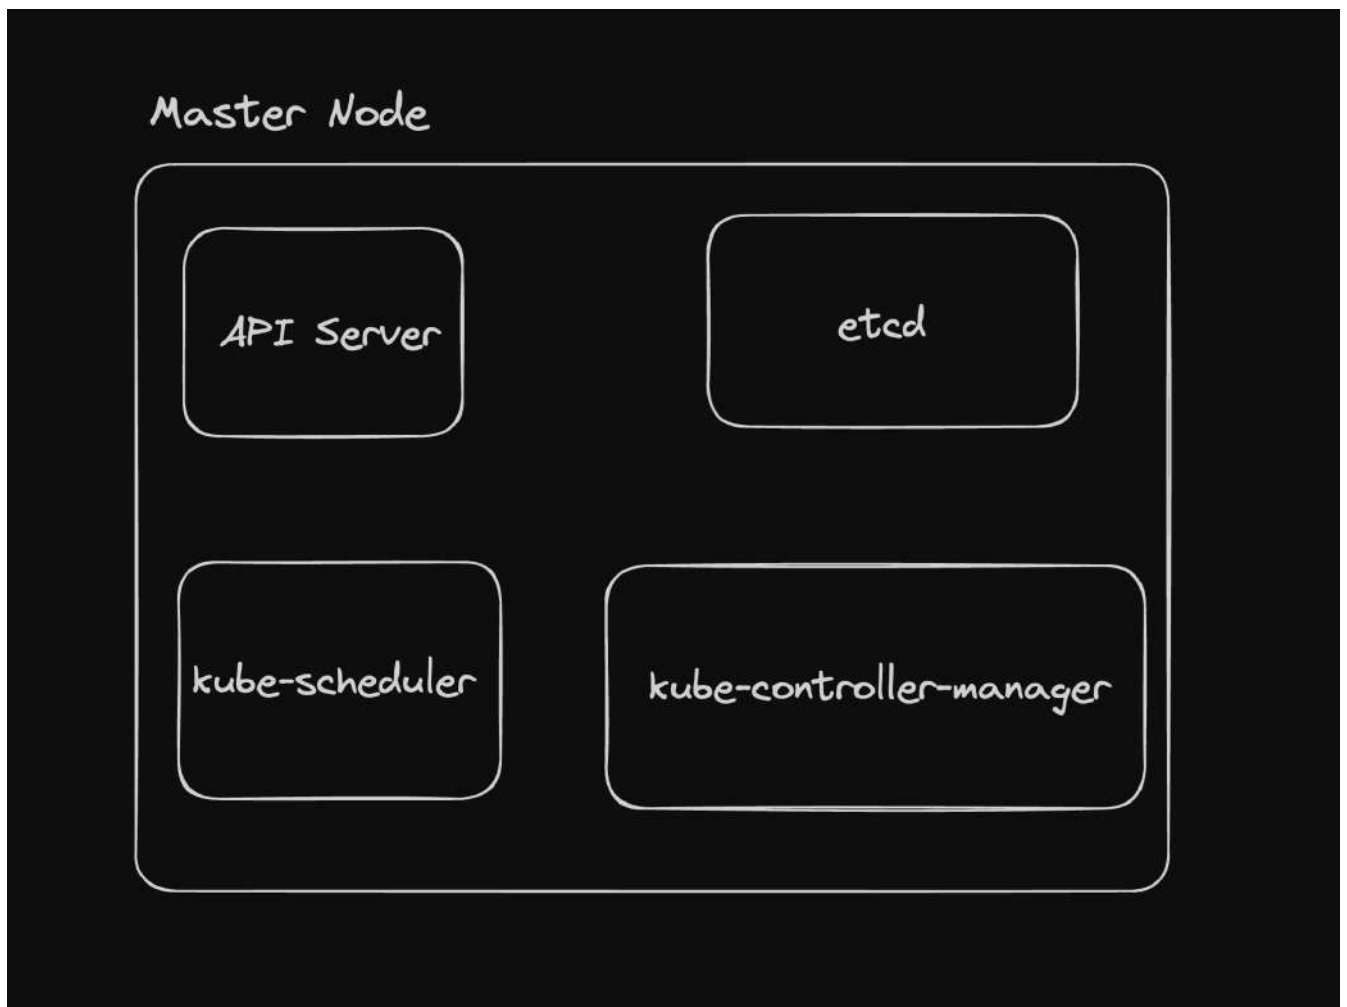 Master Node
API Server
etcd
kube-scheduler
kube-controller-manager